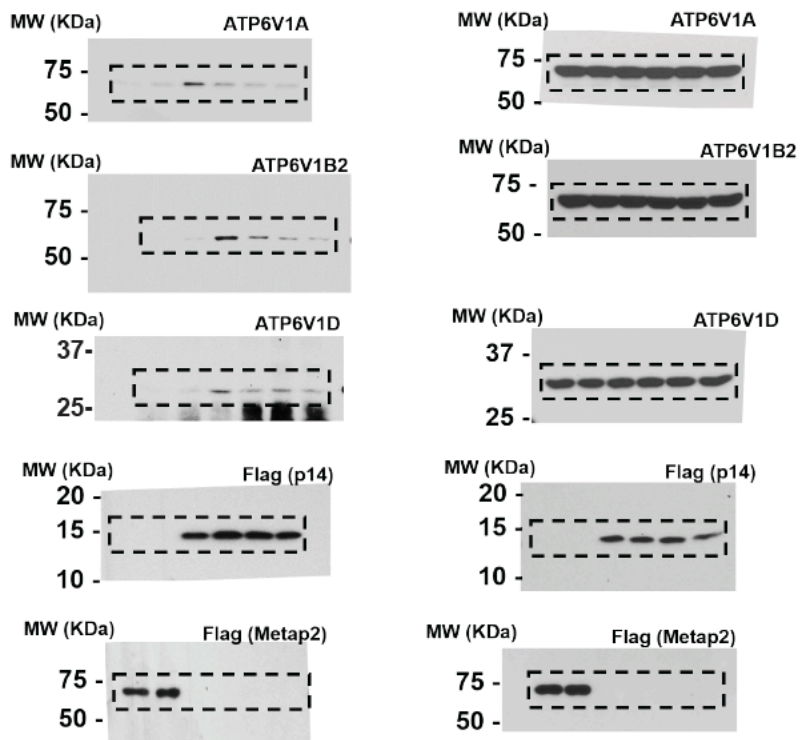 MW (KDa) ATP6V1A
75 -
50 -
MW (KDa) ATP6V1B2
75 -
50 -
MW (KDa) ATP6V1D
37-
25-
MW (KDa) Flag (p14)
20 -
15 -
10 -
MW (KDa) Flag (Metap2)
75 -
50 -
MW (KDa) ATP6V1A
75 -
50 -
MW (KDa) ATP6V1B2
75 -
50 -
MW (KDa) ATP6V1D
37 -
25 -
MW (KDa) Flag (p14)
20 -
15 -
10 -
MW (KDa) Flag (Metap2)
75 -
50 -